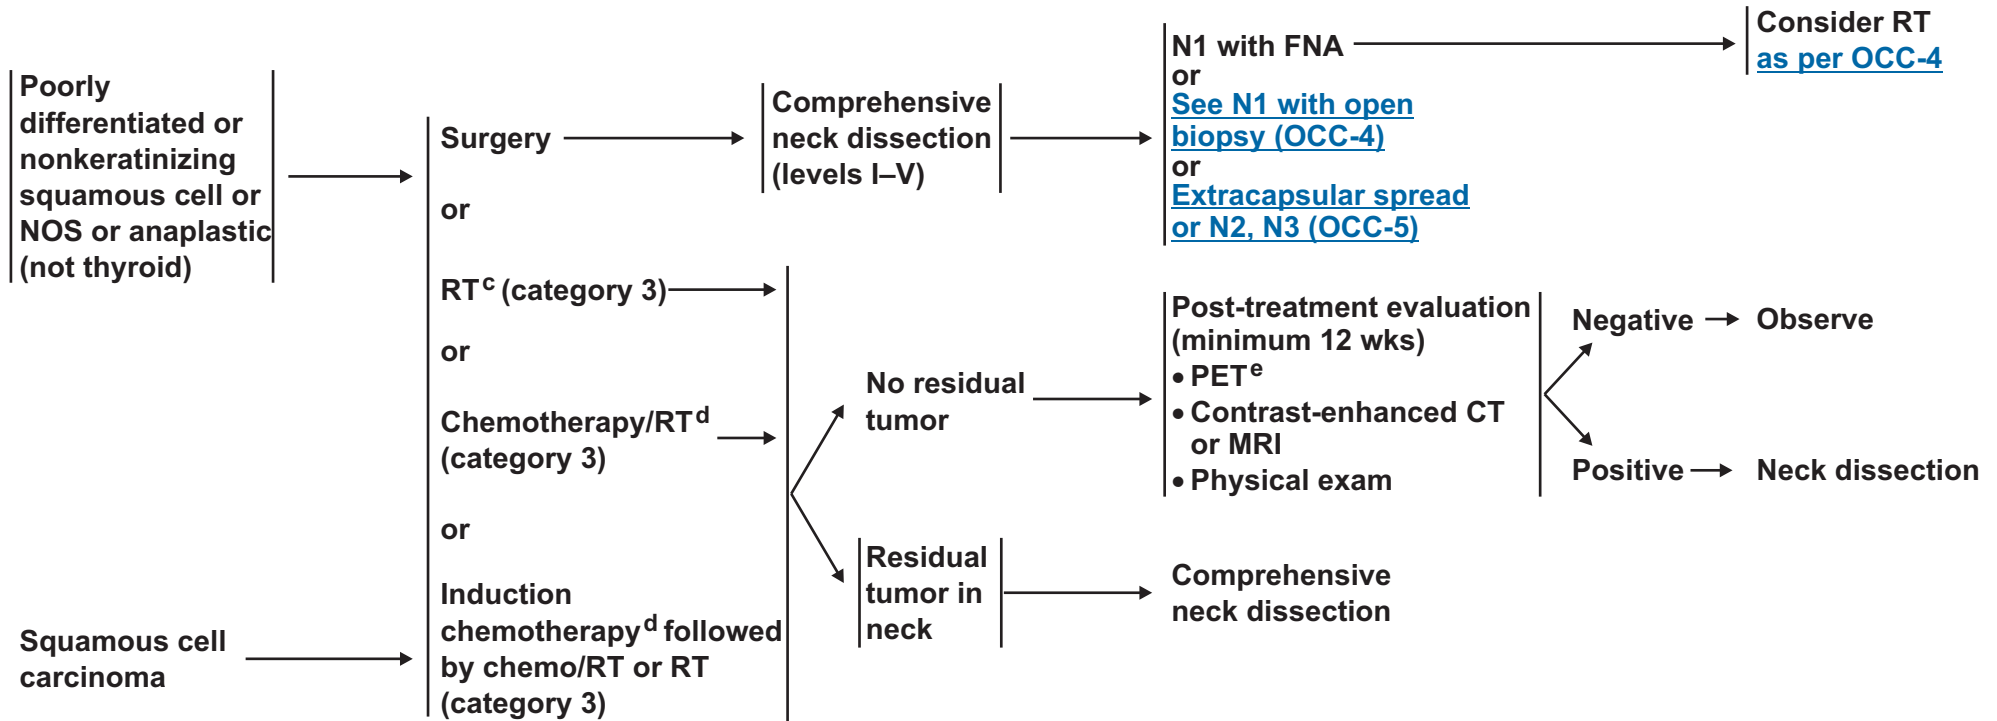 Poorly
differentiated or
nonkeratinizing
squamous cell or
NOS or anaplastic
(not thyroid)
Squamous cell
carcinoma
Surgery
or
RTc (category 3)
or
Chemotherapy/RTd
(category 3)
or
Induction
chemotherapyd followed
by chemo/RT or RT
(category 3)
Comprehensive
neck dissection
(levels I–V)
N1 with FNA
or
See N1 with open
biopsy (OCC-4)
or
Extracapsular spread
or N2, N3 (OCC-5)
Consider RT
as per OCC-4
No residual
tumor
Residual
tumor in
neck
Post-treatment evaluation
(minimum 12 wks)
• PETe
• Contrast-enhanced CT
or MRI
• Physical exam
Negative
Observe
Positive
Neck dissection
Comprehensive
neck dissection